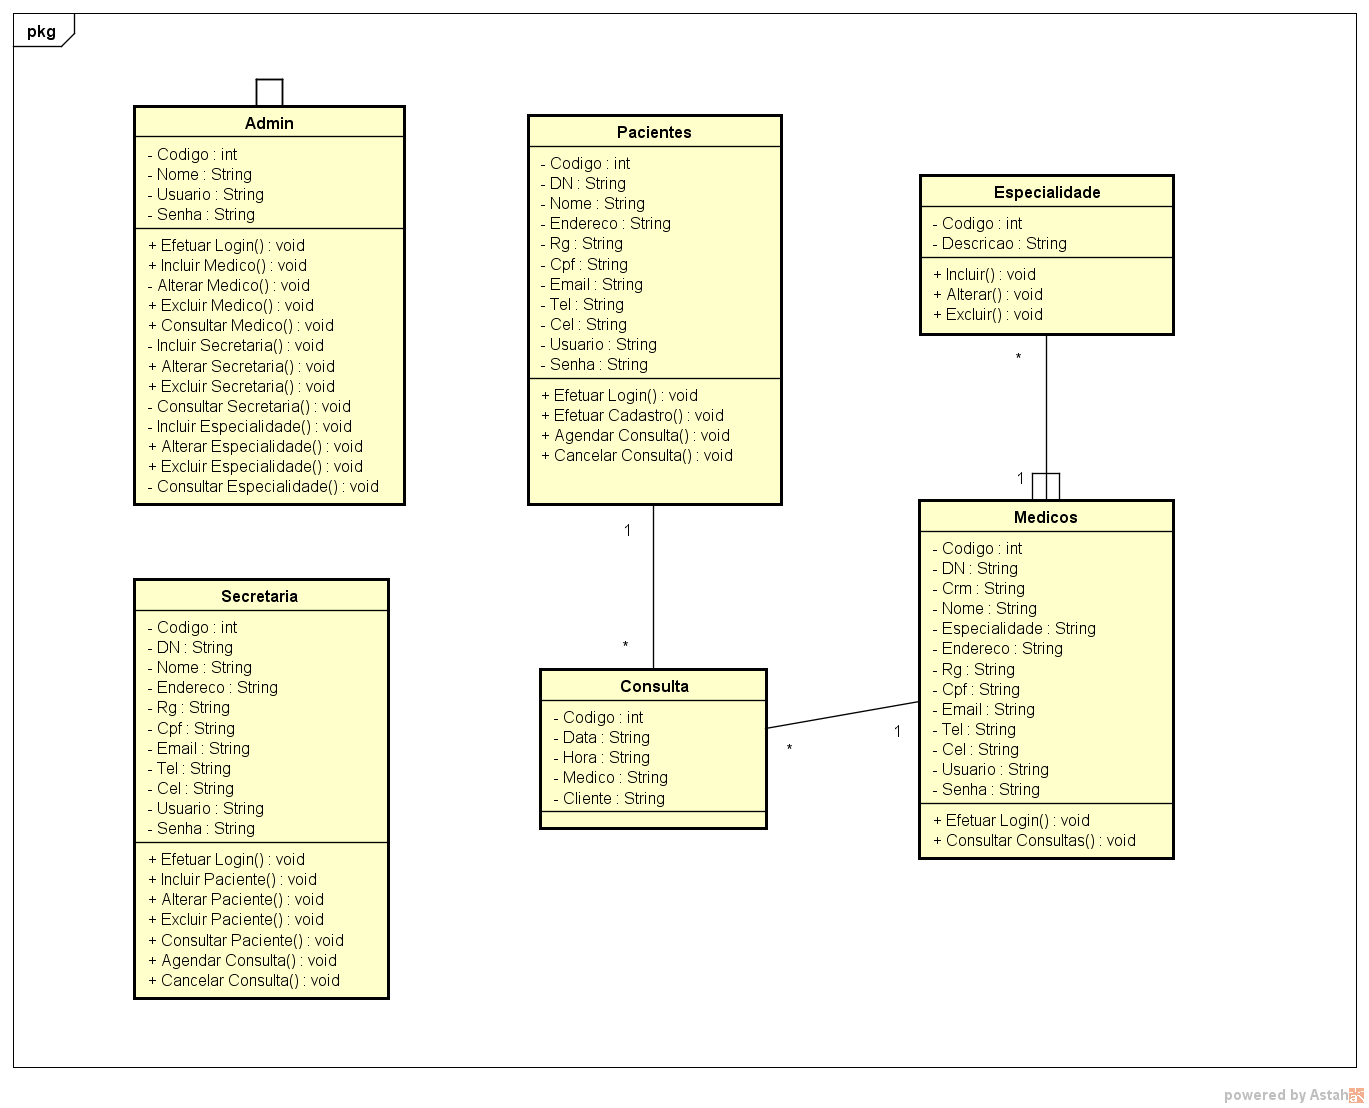 pkg
Admin
- Codigo : int
- Nome : String
- Usuario : String
- Senha : String
+ Efetuar Login() : void
+ Incluir Medico() : void
- Alterar Medico() : void
+ Excluir Medico() : void
+ Consultar Medico() : void
- Incluir Secretaria() : void
+ Alterar Secretaria() : void
+ Excluir Secretaria() : void
- Consultar Secretaria() : void
- Incluir Especialidade() : void
+ Alterar Especialidade() : void
+ Excluir Especialidade() : void
- Consultar Especialidade() : void
Pacientes
- Codigo : int
- DN : String
- Nome : String
- Endereco : String
- Rg : String
- Cpf : String
- Email : String
- Tel : String
- Cel : String
- Usuario : String
- Senha : String
+ Efetuar Login() : void
+ Efetuar Cadastro() : void
+ Agendar Consulta() : void
+ Cancelar Consulta() : void
1
*
Especialidade
- Codigo : int
- Descricao : String
+ Incluir() : void
+ Alterar() : void
+ Excluir() : void
*
1
Secretaria
- Codigo : int
- DN : String
- Nome : String
- Endereco : String
- Rg : String
- Cpf : String
- Email : String
- Tel : String
- Cel : String
- Usuario : String
- Senha : String
+ Efetuar Login() : void
+ Incluir Paciente() : void
+ Alterar Paciente() : void
+ Excluir Paciente() : void
+ Consultar Paciente() : void
+ Agendar Consulta() : void
+ Cancelar Consulta() : void
Consulta
- Codigo : int
- Data : String
- Hora : String
- Medico : String
- Cliente : String
*
1
Medicos
- Codigo : int
- DN : String
- Crm : String
- Nome : String
- Especialidade : String
- Endereco : String
- Rg : String
- Cpf : String
- Email : String
- Tel : String
- Cel : String
- Usuario : String
- Senha : String
+ Efetuar Login() : void
+ Consultar Consultas() : void
powered by Astah